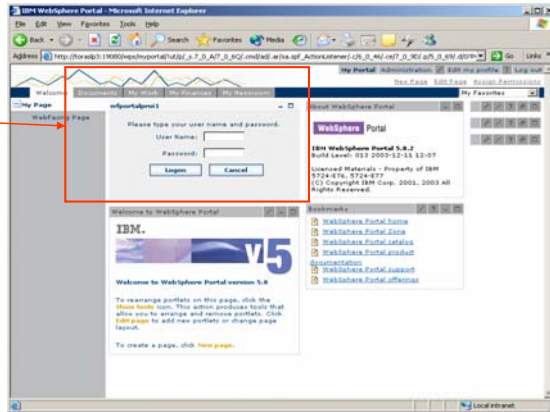 IBM WebSphere Portal - Microsoft Internet Explorer
File Edit View Favorites Tools Help
Back Search Favorites Media
Address Go Links
My Portal Administration Edit my profile ? Log out
New Page Edit Page Assign Permissions
Welcome Documents My Work My Finances My Newsroom My Favorites
My Page
WebFacing Page
wfportalproj1
Please type your user name and password.
User Name:
Password:
Logon Cancel
About WebSphere Portal
WebSphere Portal
IBM WebSphere Portal 5.0.2
Build Level: 013 2003-12-11 12:07
Licensed Materials - Property of IBM
5724-E76, 5724-E77
(C) Copyright IBM Corp. 2001, 2003 All
Rights Reserved.
Welcome to WebSphere Portal
IBM.
v5
Welcome to WebSphere Portal version 5.0
To rearrange portlets on this page, click the
Show tools icon. This action produces tools that
allow you to arrange and remove portlets. Click
Edit page to add new portlets or change page
layout.
To create a page, click New page.
Bookmarks
WebSphere Portal home
WebSphere Portal Zone
WebSphere Portal catalog
WebSphere Portal product
documentation
WebSphere Portal support
WebSphere Portal offerings
Local intranet